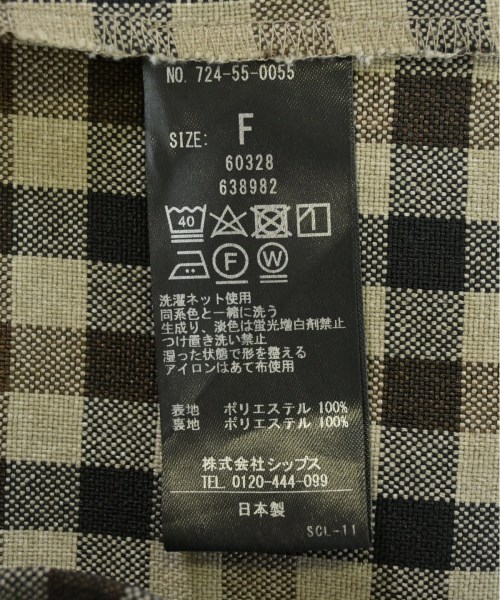 NO. 724-55-0055
SIZE: F
60328
638982
40
F W
洗濯ネット使用
同系色と一緒に洗う
生成り、淡色は蛍光増白剤禁止
つけ置き洗い禁止
湿った状態で形を整える
アイロンはあて布使用
表地 ポリエステル 100%
裏地 ポリエステル 100%
株式会社シップス
TEL. 0120-444-099
日本製
SCL-11